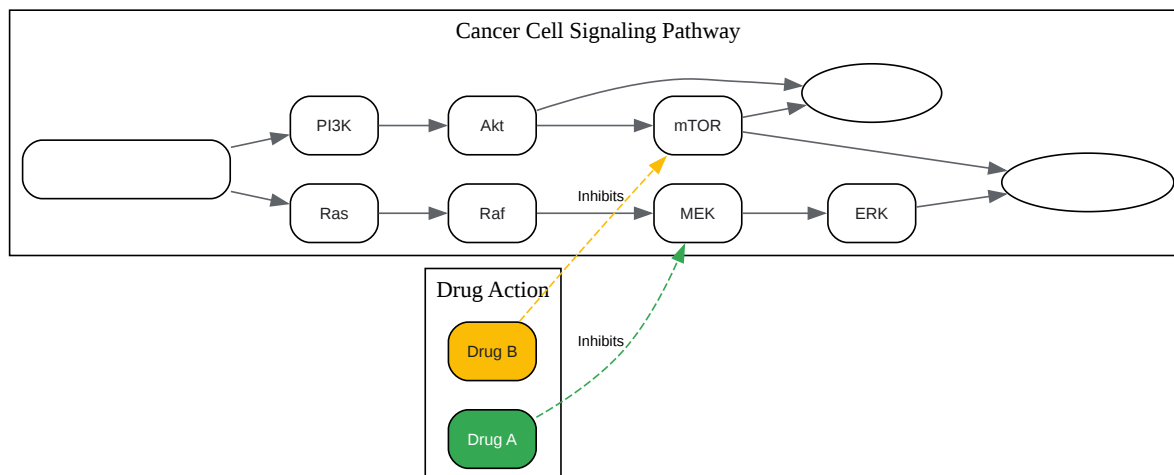 Cancer Cell Signaling Pathway
PI3K
Akt
mTOR
Inhibits
Ras
Raf
MEK
ERK
Drug Action
Drug B
Inhibits
Drug A